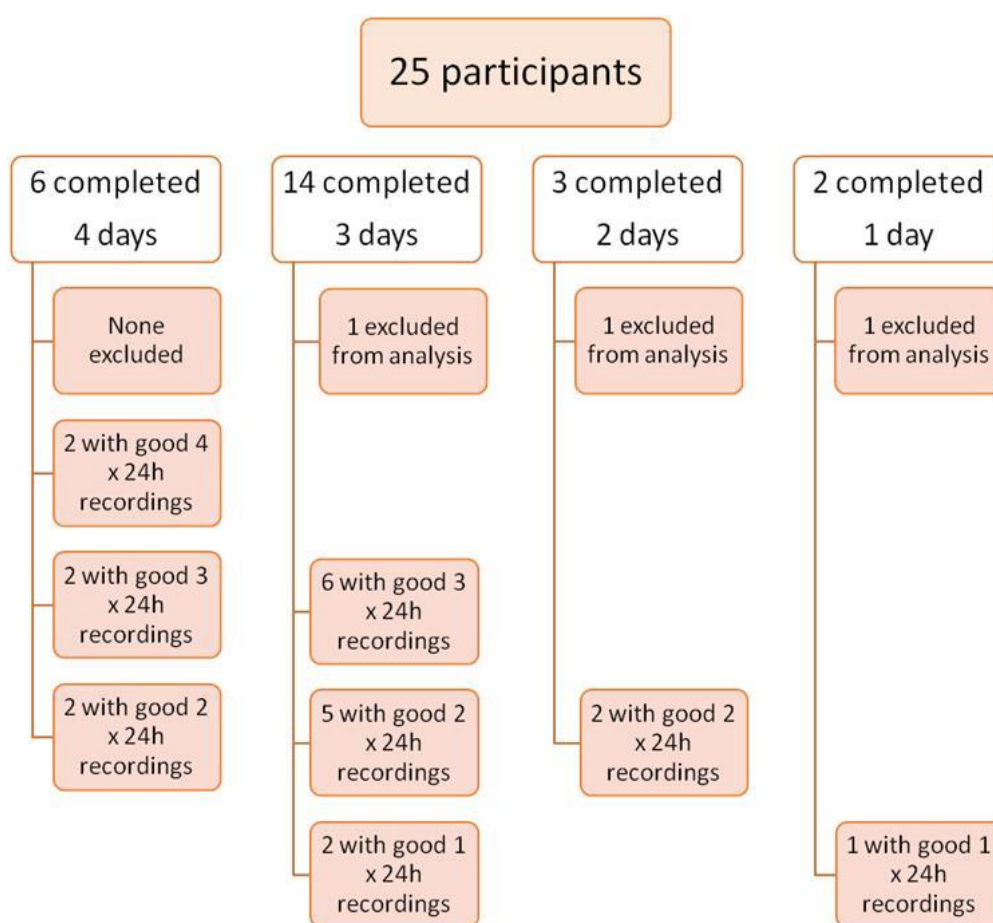 25 participants
6 completed
4 days
None
excluded
2 with good 4
x 24h
recordings
2 with good 3
x 24h
recordings
2 with good 2
x 24h
recordings
14 completed
3 days
1 excluded
from analysis
6 with good 3
x 24h
recordings
5 with good 2
x 24h
recordings
2 with good 1
x 24h
recordings
3 completed
2 days
1 excluded
from analysis
2 with good 2
x 24h
recordings
2 completed
1 day
1 excluded
from analysis
1 with good 1
x 24h
recordings